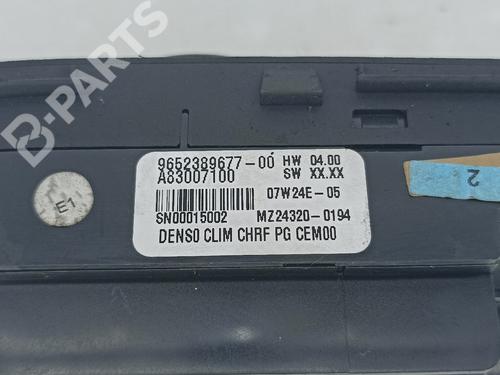 B-PARTS
9652389677-00 HW 04.00
A83007100 SW XX.XX
07W24E-05
SN00015002 MZ24320-0194
DENSO CLIM CHRF PG CEM00
E1
2